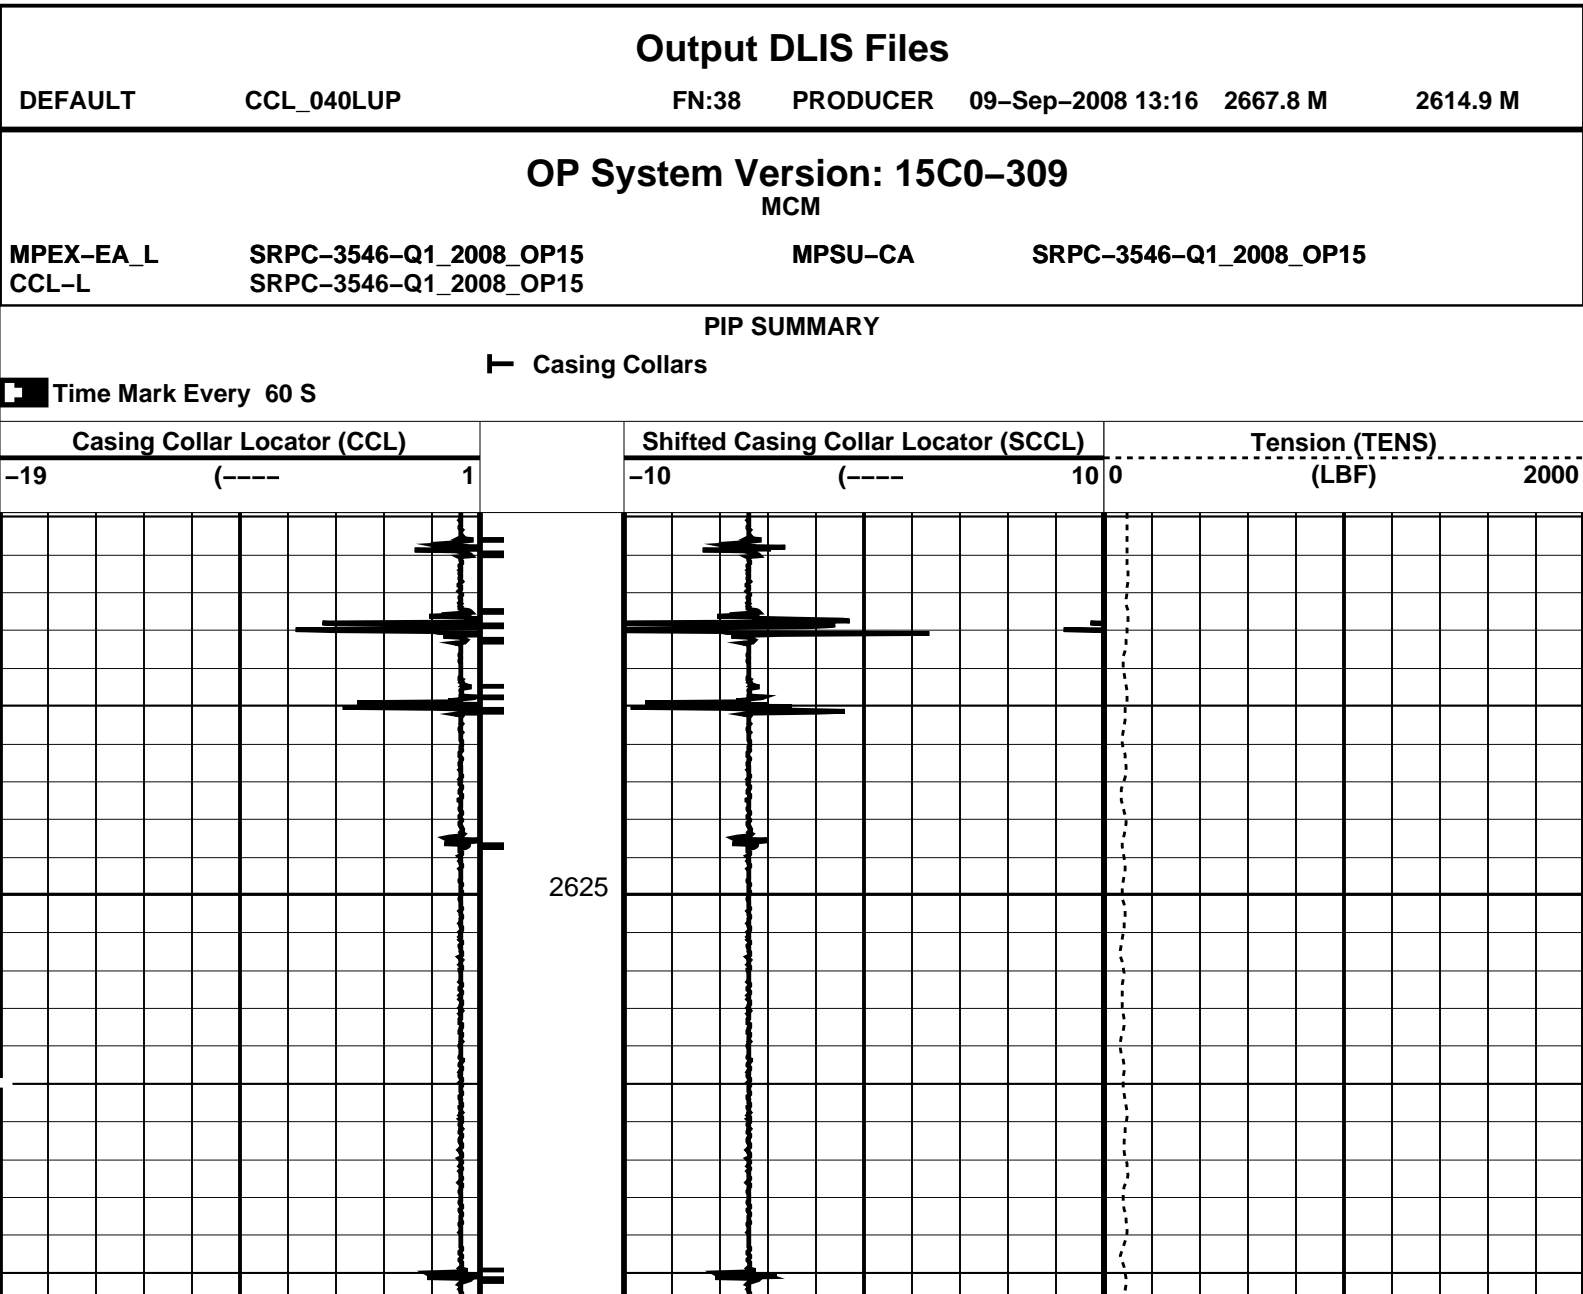 Output DLIS Files
DEFAULT CCL_040LUP FN:38 PRODUCER 09–Sep–2008 13:16 2667.8 M 2614.9 M
OP System Version: 15C0–309
MCM
MPEX–EA_L SRPC–3546–Q1_2008_OP15 MPSU–CA SRPC–3546–Q1_2008_OP15
CCL–L SRPC–3546–Q1_2008_OP15
PIP SUMMARY
Casing Collars
Time Mark Every 60 S
Casing Collar Locator (CCL) Shifted Casing Collar Locator (SCCL) Tension (TENS)
–19 (–––– 1 –10 (–––– 10 0 (LBF) 2000
2625